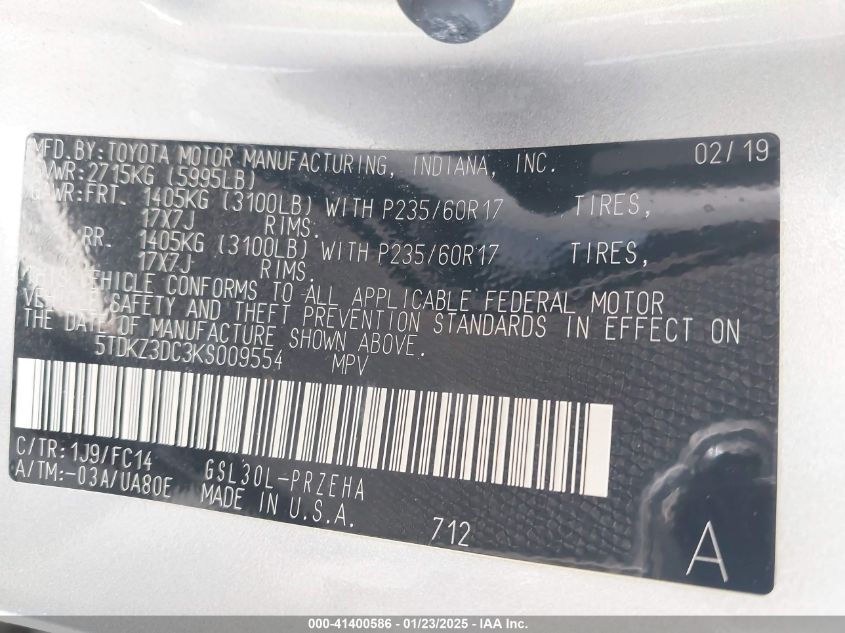 MFD.BY:TOYOTA MOTOR MANUFACTURING, INDIANA, INC. 02/19
GVWR:2715KG (5995LB)
GAWR:FRT. 1405KG (3100LB) WITH P235/60R17 TIRES,
17X7J RIMS.
RR. 1405KG (3100LB) WITH P235/60R17 TIRES,
17X7J RIMS.
THIS VEHICLE CONFORMS TO ALL APPLICABLE FEDERAL MOTOR
VEHICLE SAFETY AND THEFT PREVENTION STANDARDS IN EFFECT ON
THE DATE OF MANUFACTURE SHOWN ABOVE.
5TDKZ3DC3KS009554 MPV
C/TR:1J9/FC14 GSL30L-PRZEHA
A/TM:-03A/UA80E MADE IN U.S.A.
712
A
000-41400586 - 01/23/2025 - IAA Inc.